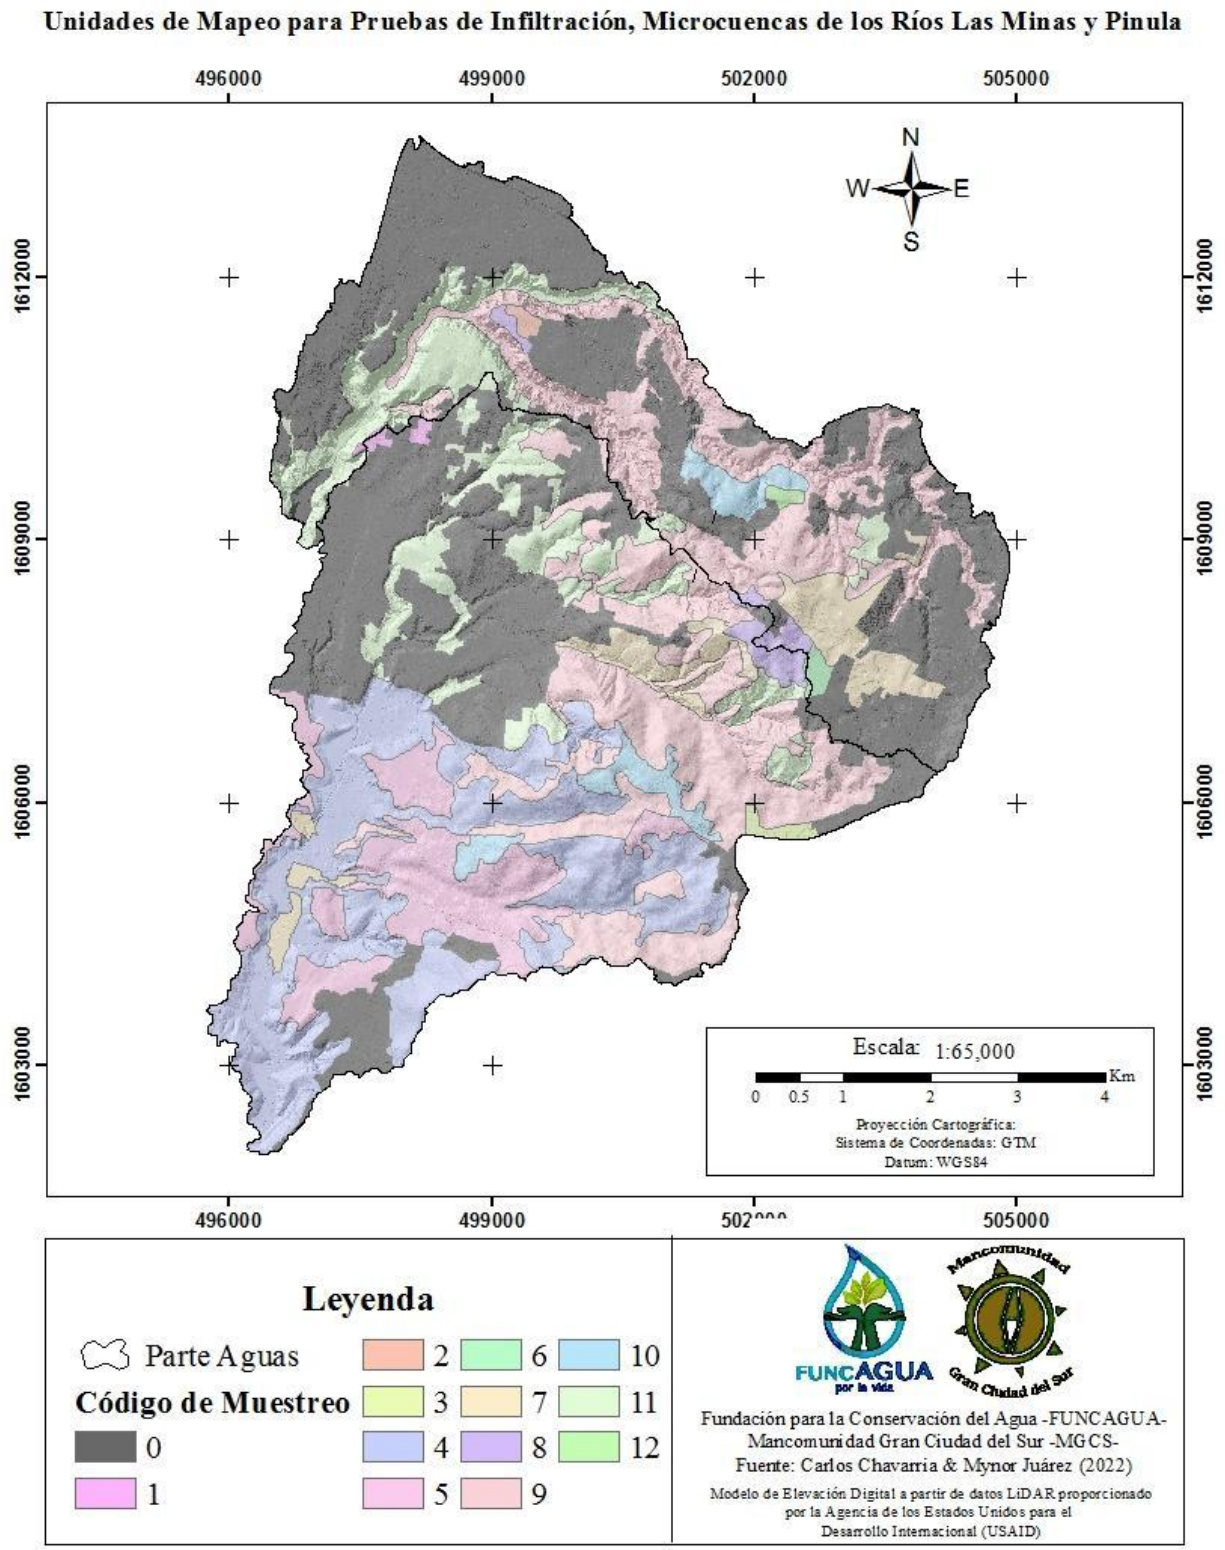 Unidades de Mapeo para Pruebas de Infiltración, Microcuencas de los Ríos Las Minas y Pinula
496000 499000 502000 505000
N
W E
S
1612000 1612000
1609000 1609000
1606000 1606000
1603000 1603000
Escala: 1:65,000
Km
0 0.5 1 2 3 4
Proyección Cartográfica:
Sistema de Coordenadas: GTM
Datum: WGS84
496000 499000 505000
Leyenda
Parte Aguas
Código de Muestreo
0
1
2
3
4
5
6
7
8
9
10
11
12
FUNCAGUA
por la vida
Mancomunidad
Gran Ciudad del Sur
Fundación para la Conservación del Agua -FUNCAGUA-
Mancomunidad Gran Ciudad del Sur -MGCS-
Fuente: Carlos Chavarria & Mynor Juárez (2022)
Modelo de Elevación Digital a partir de datos LiDAR proporcionado
por la Agencia de los Estados Unidos para el
Desarrollo Internacional (USAID)